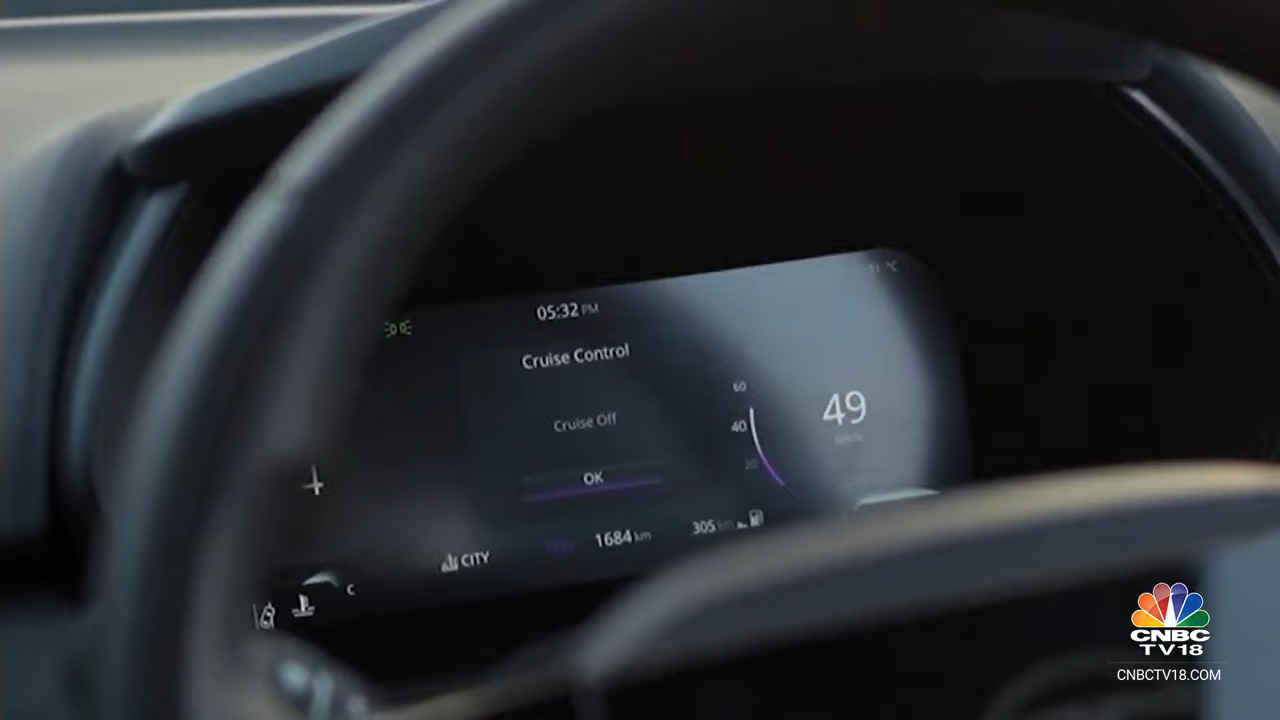 05:32 PM
Cruise Control
Cruise Off
OK
60
40
20
49
km/h
°C
CITY
1684 km
305 km
C
CNBC
TV18
CNBCTV18.COM